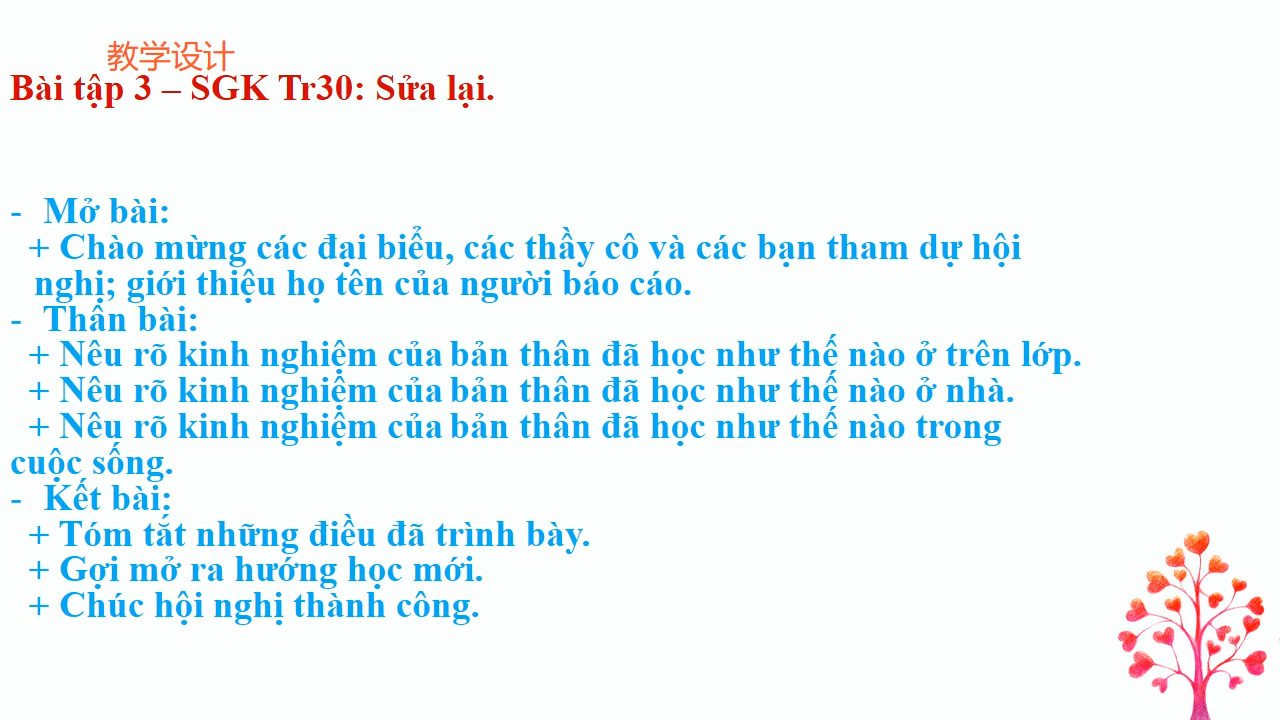 教学设计
Bài tập 3 – SGK Tr30: Sửa lại.
- Mở bài:
+ Chào mừng các đại biểu, các thầy cô và các bạn tham dự hội
nghị; giới thiệu họ tên của người báo cáo.
- Thân bài:
+ Nêu rõ kinh nghiệm của bản thân đã học như thế nào ở trên lớp.
+ Nêu rõ kinh nghiệm của bản thân đã học như thế nào ở nhà.
+ Nêu rõ kinh nghiệm của bản thân đã học như thế nào trong
cuộc sống.
- Kết bài:
+ Tóm tắt những điều đã trình bày.
+ Gợi mở ra hướng học mới.
+ Chúc hội nghị thành công.